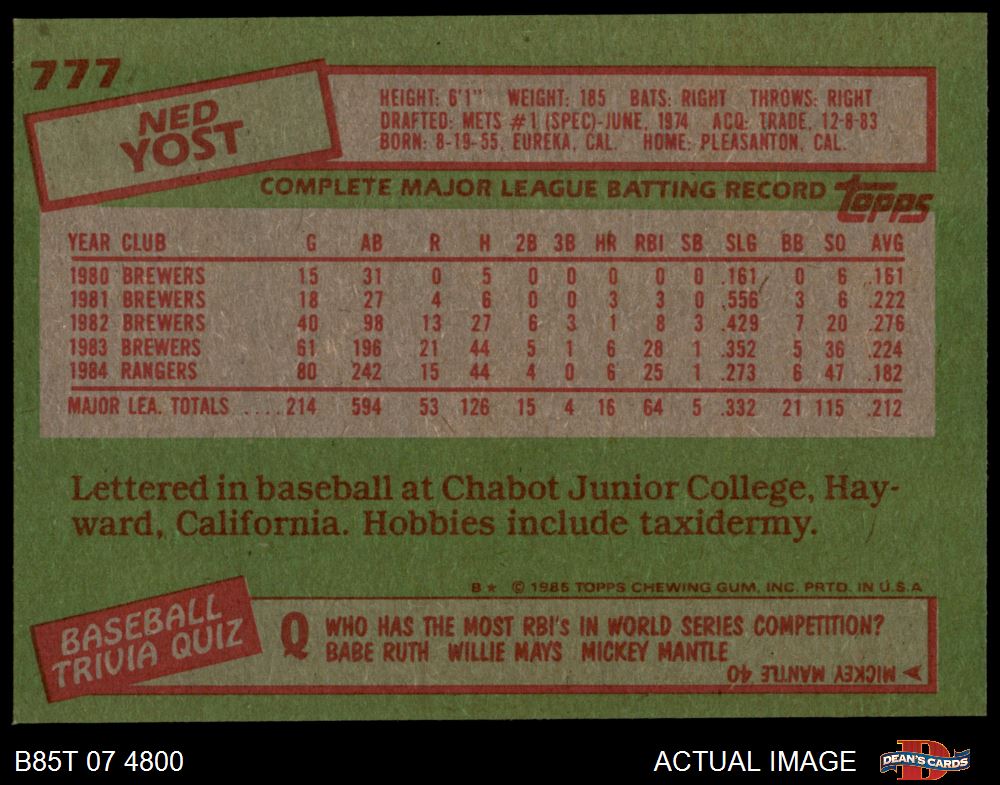 777
NED
YOST
HEIGHT: 6'1" WEIGHT: 185 BATS: RIGHT THROWS: RIGHT
DRAFTED: METS #1 (SPEC)-JUNE, 1974 ACQ: TRADE, 12-8-83
BORN: 8-19-55, EUREKA, CAL. HOME: PLEASANTON, CAL.
COMPLETE MAJOR LEAGUE BATTING RECORD topps
YEAR CLUB G AB R H 2B 3B HR RBI SB SLG BB SO AVG
1980 BREWERS 15 31 0 5 0 0 0 0 0 .161 0 6 .161
1981 BREWERS 18 27 4 6 0 0 3 3 0 .556 3 6 .222
1982 BREWERS 40 98 13 27 6 3 1 8 3 .429 7 20 .276
1983 BREWERS 61 196 21 44 5 1 6 28 1 .352 5 36 .224
1984 RANGERS 80 242 15 44 4 0 6 25 1 .273 6 47 .182
MAJOR LEA. TOTALS ....214 594 53 126 15 4 16 64 5 .332 21 115 .212
Lettered in baseball at Chabot Junior College, Hay-
ward, California. Hobbies include taxidermy.
B* © 1985 TOPPS CHEWING GUM, INC. PRTD. IN U.S.A
BASEBALL
TRIVIA QUIZ
Q WHO HAS THE MOST RBI's IN WORLD SERIES COMPETITION?
BABE RUTH WILLIE MAYS MICKEY MANTLE
MICKEY MANTLE 40
B85T 07 4800 ACTUAL IMAGE D DEAN'S CARDS